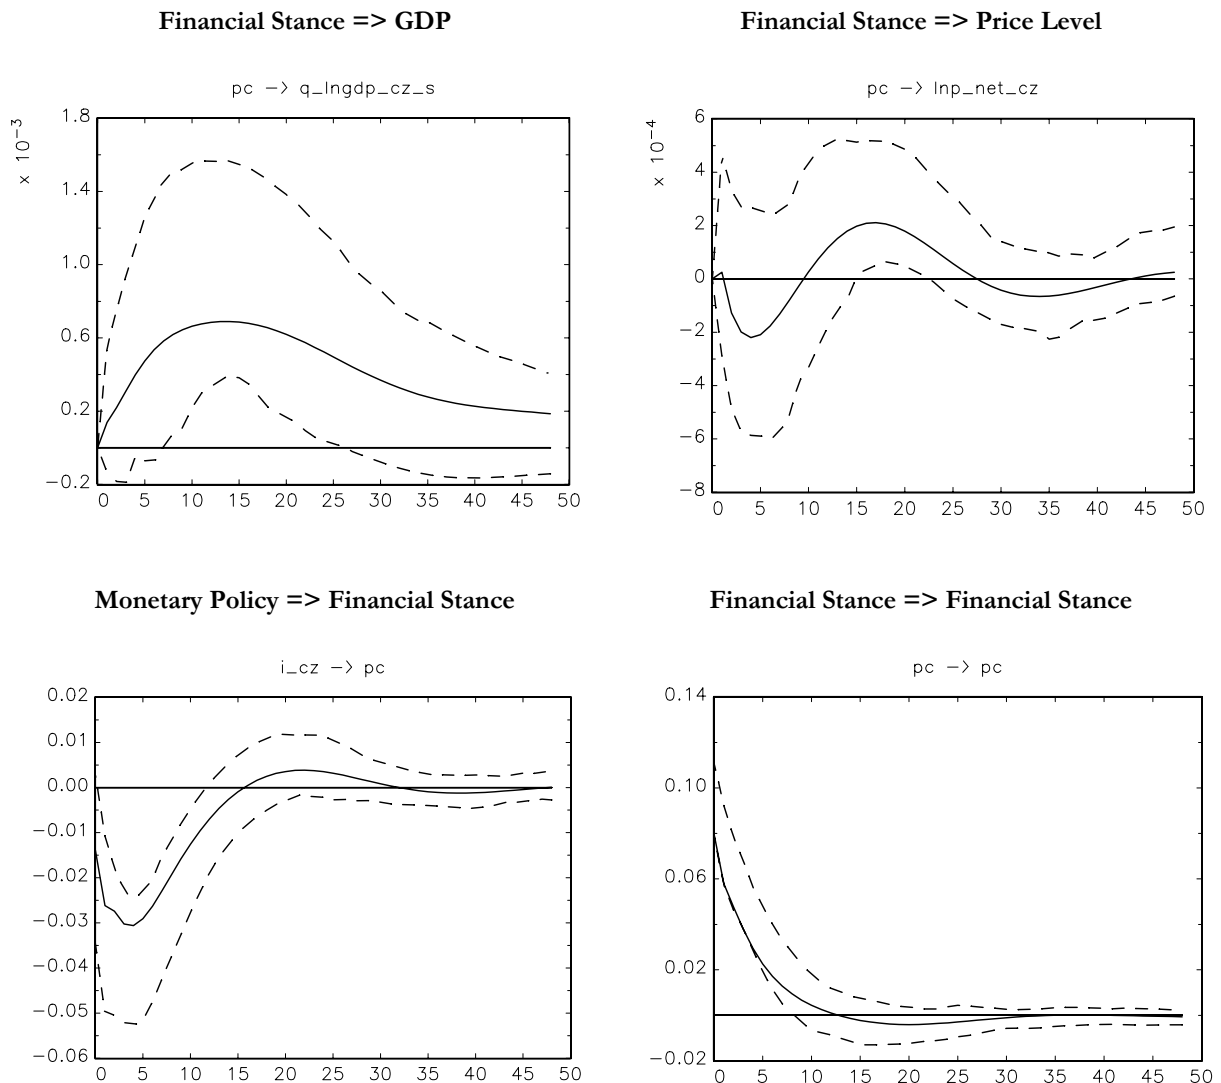 Financial Stance => GDP
pc -> q_lngdp_cz_s
x 10⁻³
1.8
1.4
1.0
0.6
0.2
-0.2
0 5 10 15 20 25 30 35 40 45 50
Financial Stance => Price Level
pc -> lnp_net_cz
x 10⁻⁴
6
4
2
0
-2
-4
-6
-8
0 5 10 15 20 25 30 35 40 45 50
Monetary Policy => Financial Stance
i_cz -> pc
0.02
0.01
0.00
-0.01
-0.02
-0.03
-0.04
-0.05
-0.06
0 5 10 15 20 25 30 35 40 45 50
Financial Stance => Financial Stance
pc -> pc
0.14
0.10
0.06
0.02
-0.02
0 5 10 15 20 25 30 35 40 45 50